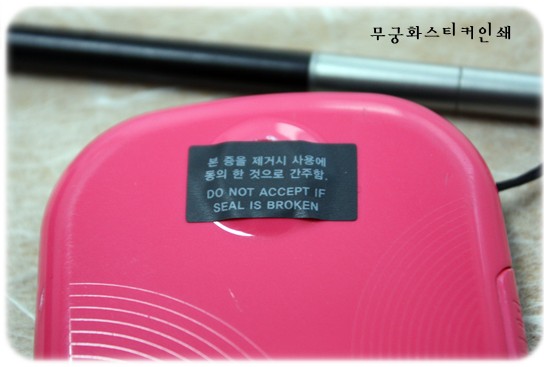 무궁화스티커인쇄
본 증을 제거시 사용에
동의 한 것으로 간주함.
DO NOT ACCEPT IF
SEAL IS BROKEN